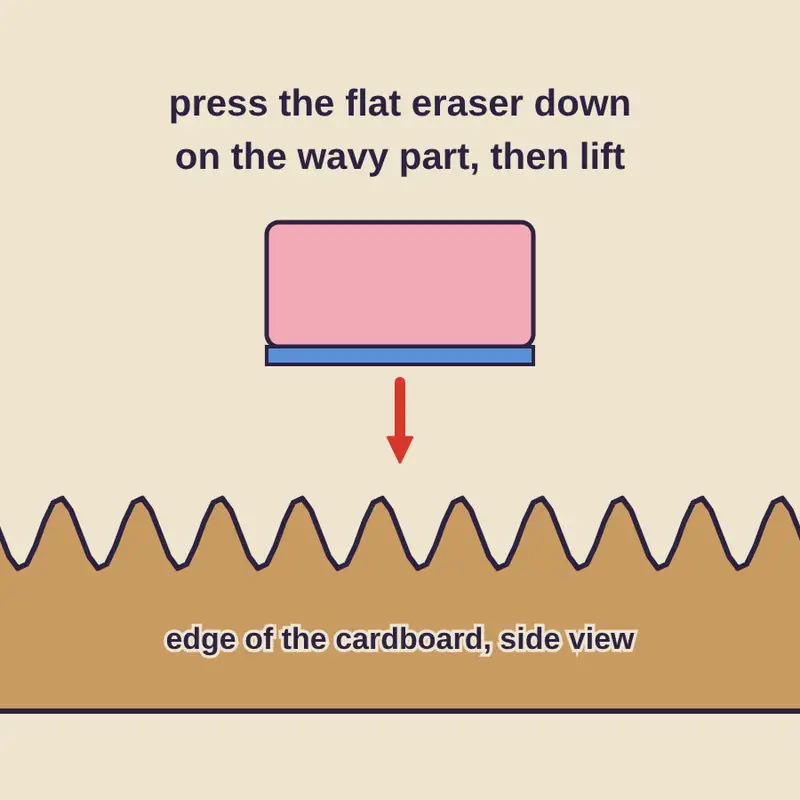 press the flat eraser down
on the wavy part, then lift
edge of the cardboard, side view